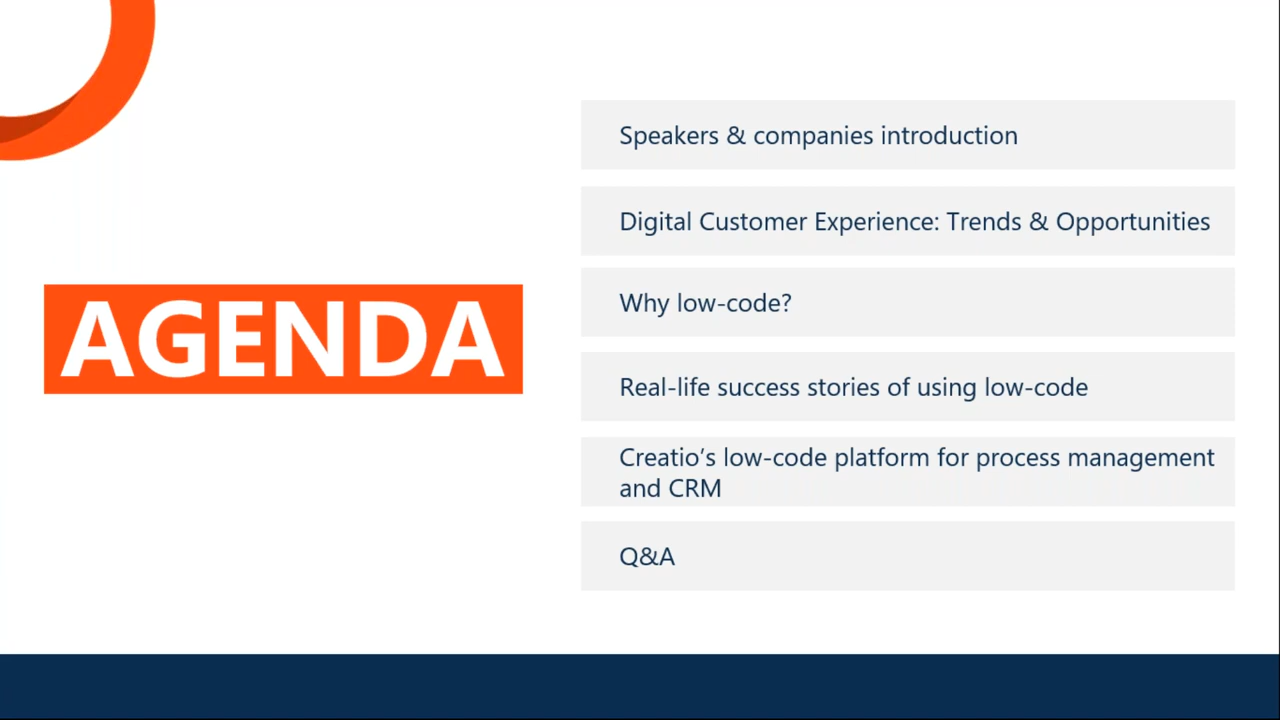 AGENDA
Speakers & companies introduction
Digital Customer Experience: Trends & Opportunities
Why low-code?
Real-life success stories of using low-code
Creatio’s low-code platform for process management
and CRM
Q&A